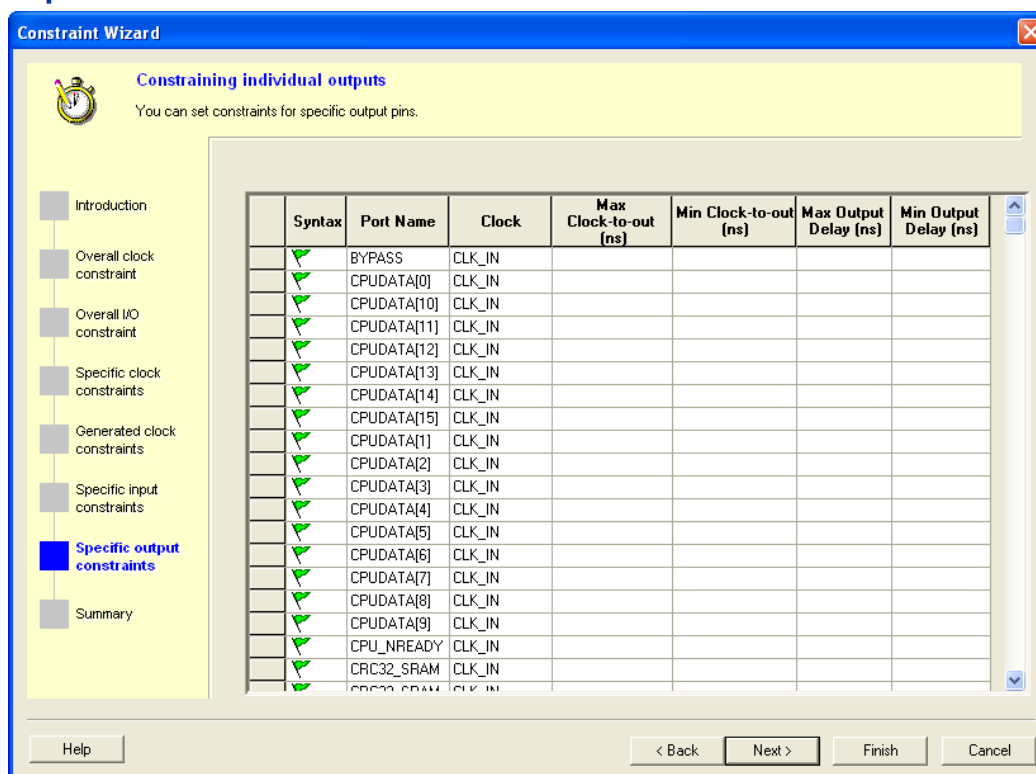 Constraint Wizard
Constraining individual outputs
You can set constraints for specific output pins.
Introduction
Overall clock
constraint
Overall I/O
constraint
Specific clock
constraints
Generated clock
constraints
Specific input
constraints
Specific output
constraints
Summary
Syntax Port Name Clock Max Clock-to-out (ns) Min Clock-to-out (ns) Max Output Delay (ns) Min Output Delay (ns)
BYPASS CLK_IN
CPUDATA[0] CLK_IN
CPUDATA[10] CLK_IN
CPUDATA[11] CLK_IN
CPUDATA[12] CLK_IN
CPUDATA[13] CLK_IN
CPUDATA[14] CLK_IN
CPUDATA[15] CLK_IN
CPUDATA[1] CLK_IN
CPUDATA[2] CLK_IN
CPUDATA[3] CLK_IN
CPUDATA[4] CLK_IN
CPUDATA[5] CLK_IN
CPUDATA[6] CLK_IN
CPUDATA[7] CLK_IN
CPUDATA[8] CLK_IN
CPUDATA[9] CLK_IN
CPU_NREADY CLK_IN
CRC32_SRAM CLK_IN
Help < Back Next > Finish Cancel